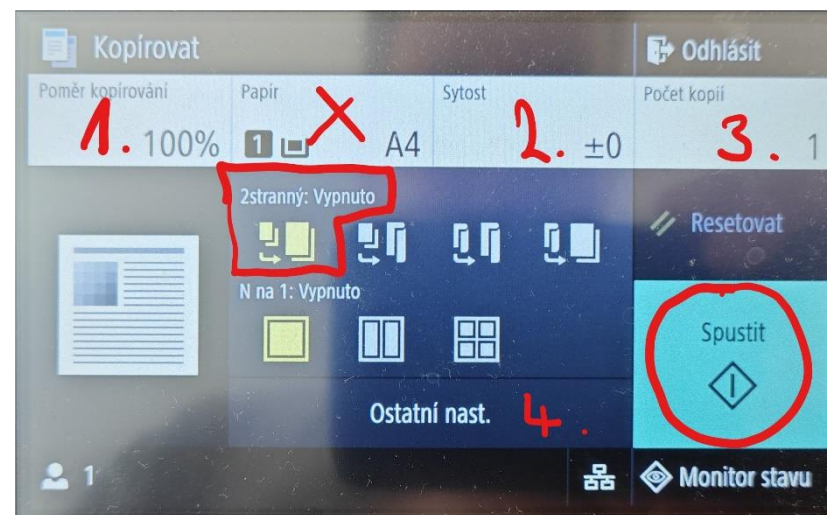 Kopírovat
Odhlásit
Poměr kopírování
Papír
Sytost
Počet kopií
1. 100%
1 X A4
2. ±0
3. 1
2stranný: Vypnuto
Resetovat
N na 1: Vypnuto
Spustit
Ostatní nast. 4.
1
Monitor stavu